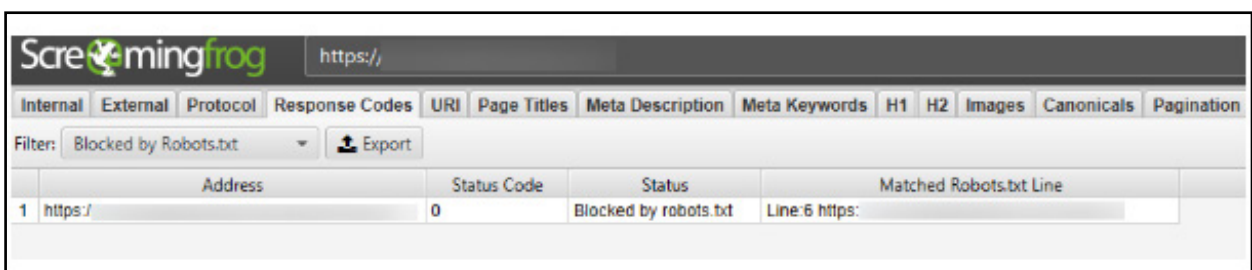 Screamingfrog https://
Internal External Protocol Response Codes URI Page Titles Meta Description Meta Keywords H1 H2 Images Canonicals Pagination
Filter: Blocked by Robots.txt Export
Address Status Code Status Matched Robots.txt Line
1 https:/ 0 Blocked by robots.txt Line:6 https: